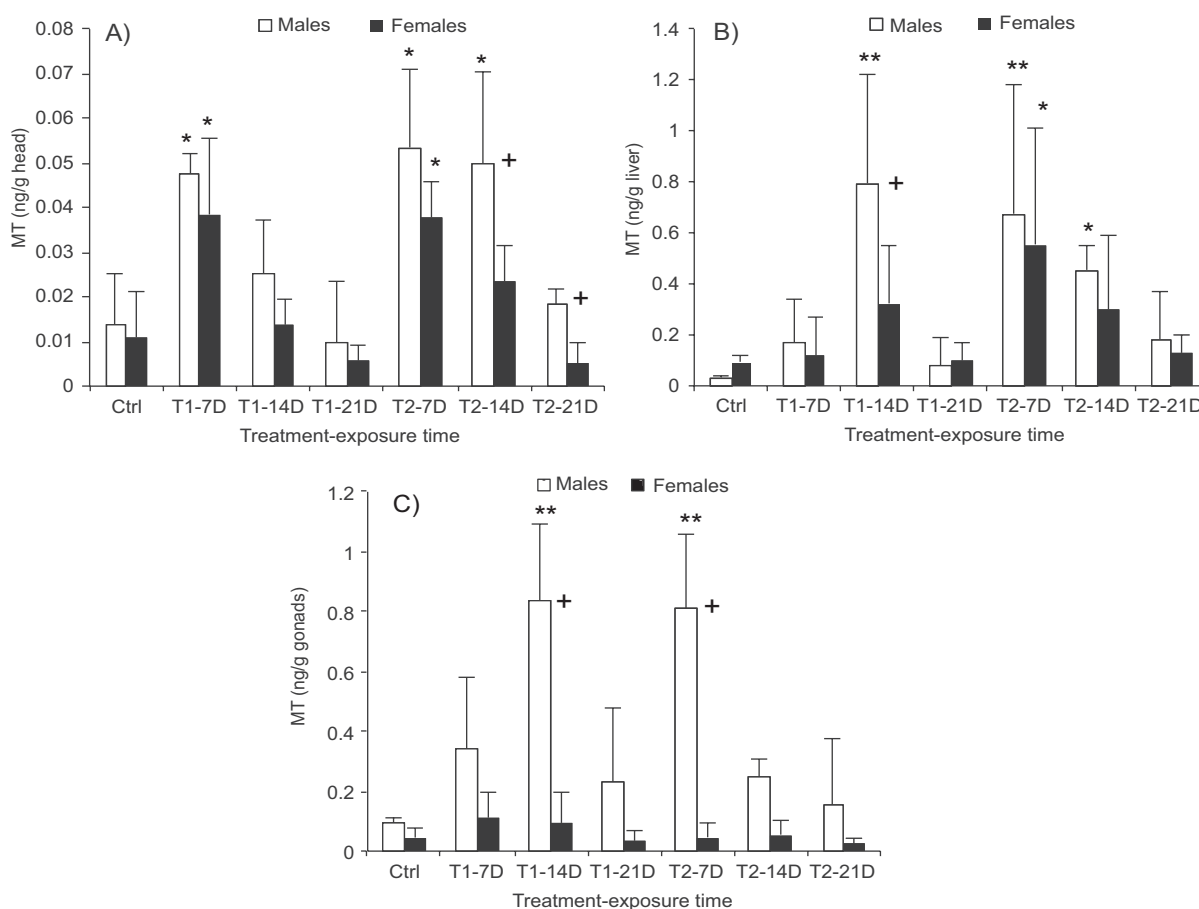 A)
Males Females
* * * * *
+ +
0.08
0.07
0.06
0.05
0.04
0.03
0.02
0.01
0
MT (ng/g head)
Ctrl T1-7D T1-14D T1-21D T2-7D T2-14D T2-21D
Treatment-exposure time
B)
Males Females
** ** * *
+
1.4
1.2
1.0
0.8
0.6
0.4
0.2
0
MT (ng/g liver)
Ctrl T1-7D T1-14D T1-21D T2-7D T2-14D T2-21D
Treatment-exposure time
C)
Males Females
** **
+ +
1.2
1
0.8
0.6
0.4
0.2
0
MT (ng/g gonads)
Ctrl T1-7D T1-14D T1-21D T2-7D T2-14D T2-21D
Treatment-exposure time